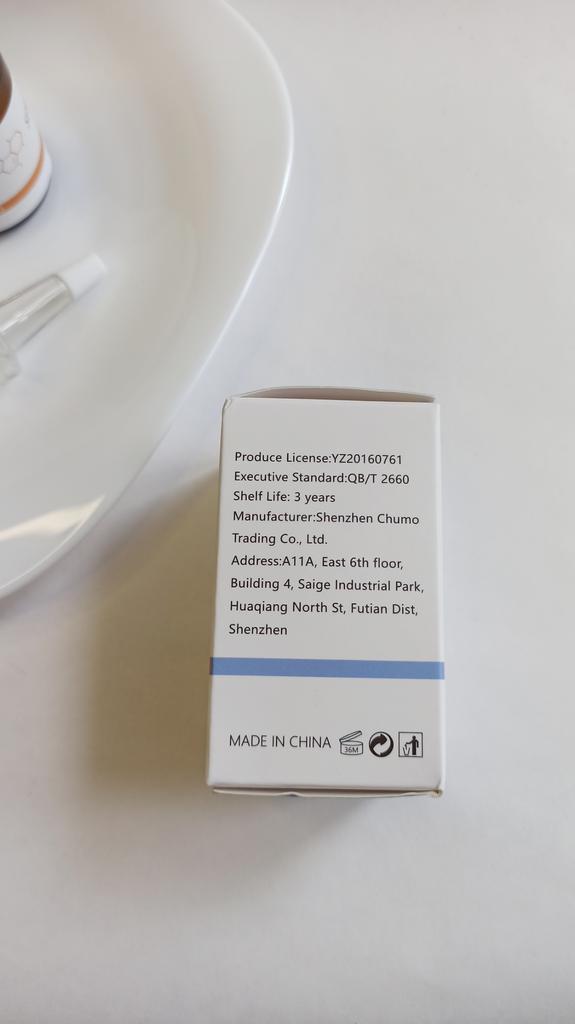 Produce License:YZ20160761
Executive Standard:QB/T 2660
Shelf Life: 3 years
Manufacturer:Shenzhen Chumo
Trading Co., Ltd.
Address:A11A, East 6th floor,
Building 4, Saige Industrial Park,
Huaqiang North St, Futian Dist,
Shenzhen
MADE IN CHINA
36M